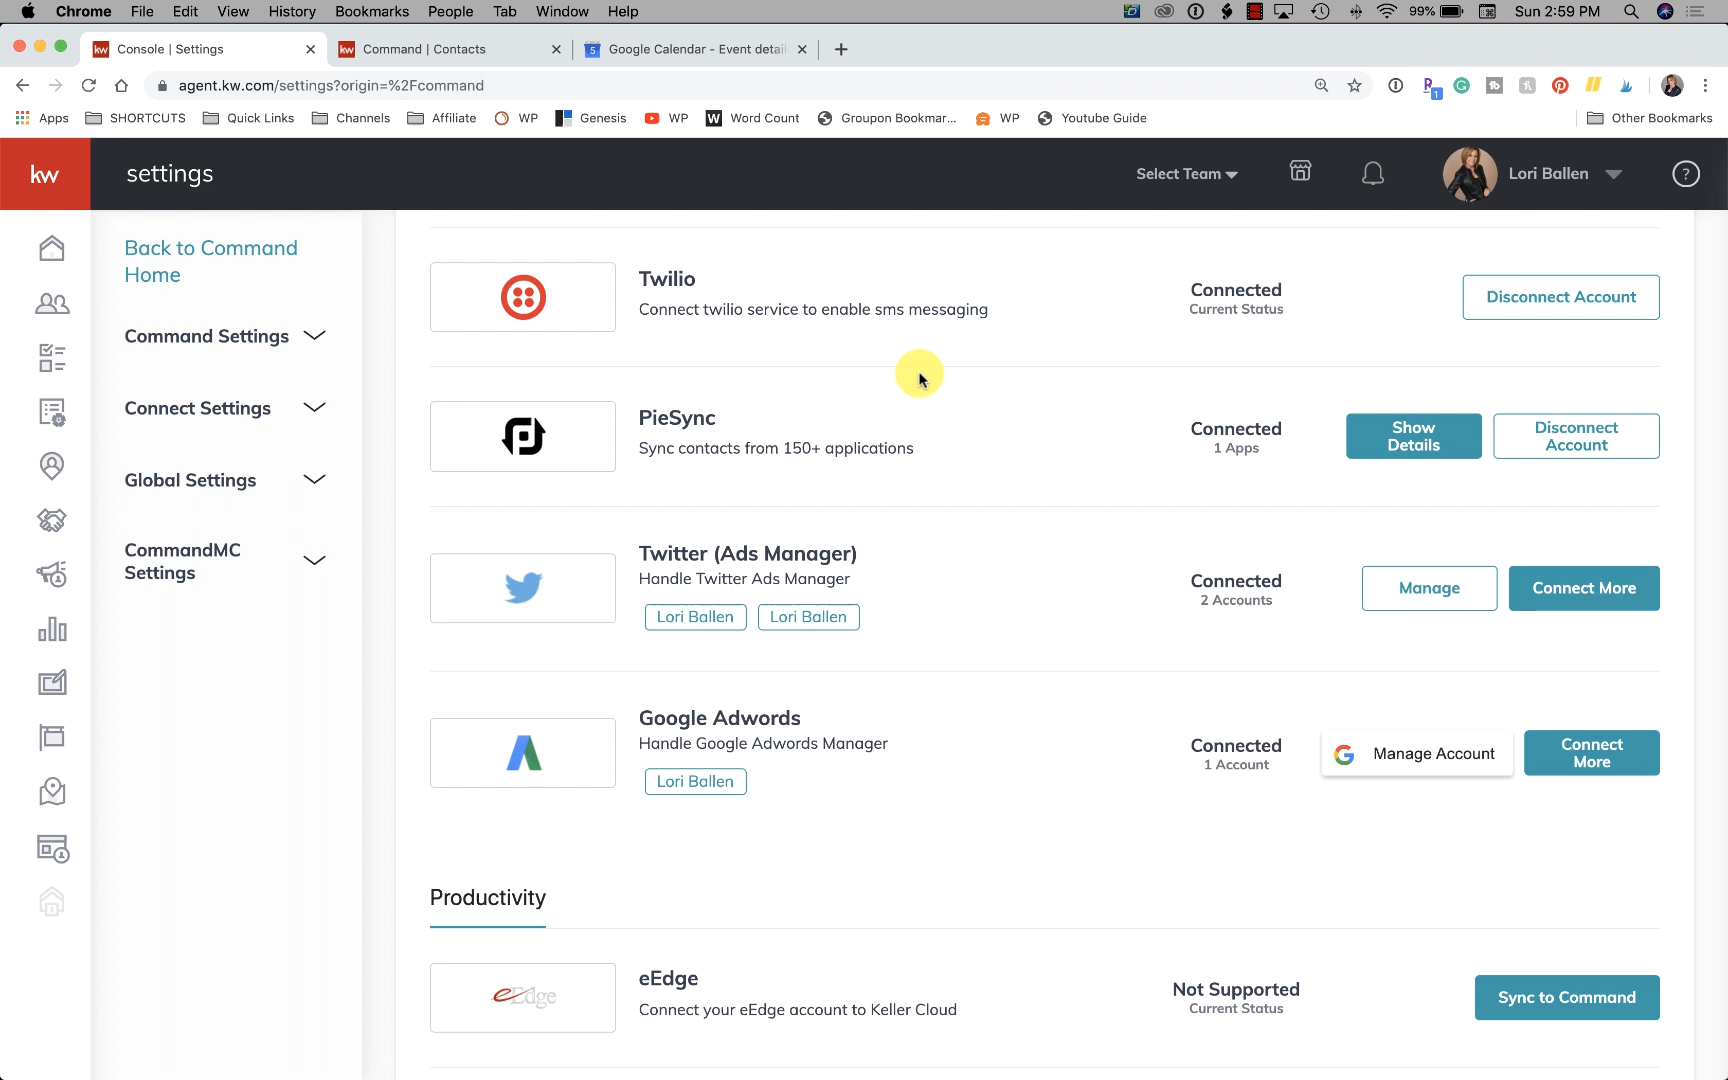 Chrome File Edit View History Bookmarks People Tab Window Help 99% Sun 2:59 PM
Console | Settings Command | Contacts Google Calendar - Event detai
agent.kw.com/settings?origin=%2Fcommand
Apps SHORTCUTS Quick Links Channels Affiliate WP Genesis WP Word Count Groupon Bookmar... WP Youtube Guide Other Bookmarks
kw settings Select Team Lori Ballen ?
Back to Command
Home
Command Settings
Connect Settings
Global Settings
CommandMC
Settings
Twilio
Connect twilio service to enable sms messaging
Connected
Current Status
Disconnect Account
PieSync
Sync contacts from 150+ applications
Connected
1 Apps
Show
Details
Disconnect
Account
Twitter (Ads Manager)
Handle Twitter Ads Manager
Lori Ballen Lori Ballen
Connected
2 Accounts
Manage
Connect More
Google Adwords
Handle Google Adwords Manager
Lori Ballen
Connected
1 Account
Manage Account
Connect
More
Productivity
eEdge
eEdge
Connect your eEdge account to Keller Cloud
Not Supported
Current Status
Sync to Command